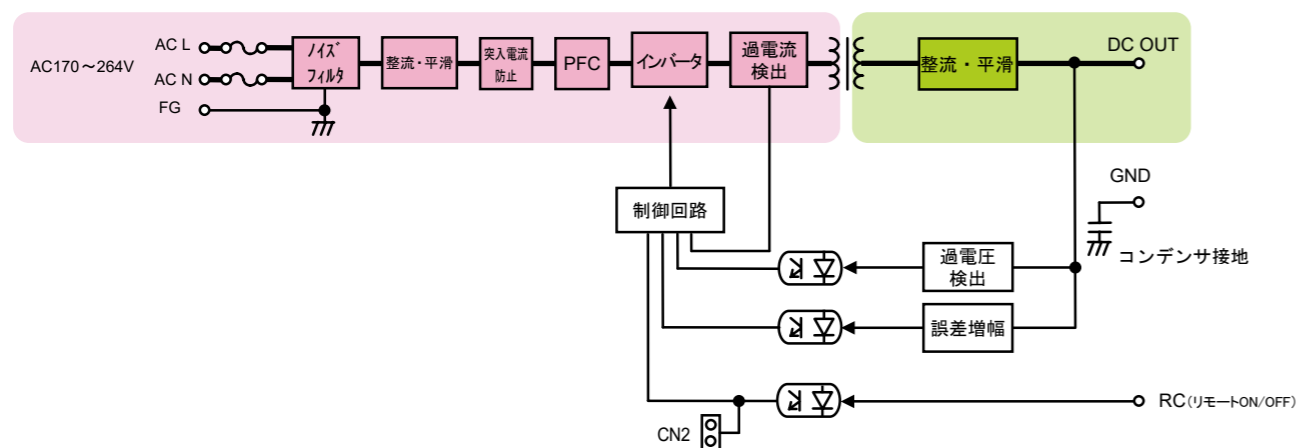 AC170～264V
AC L
AC N
FG
ﾉｲｽﾞ
ﾌｨﾙﾀ
整流・平滑
突入電流
防止
PFC
インバータ
過電流
検出
整流・平滑
DC OUT
GND
コンデンサ接地
制御回路
過電圧
検出
誤差増幅
RC(ﾘﾓｰﾄON/OFF)
CN2